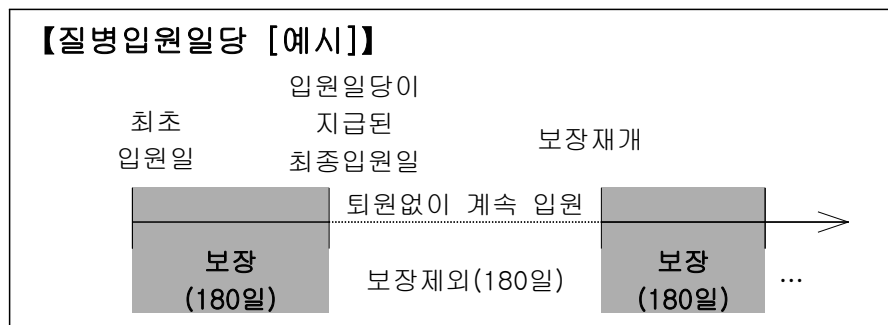 【질병입원일당 [예시]】
최초
입원일
입원일당이
지급된
최종입원일
보장재개
퇴원없이 계속 입원
보장
(180일)
보장제외(180일)
보장
(180일)
…